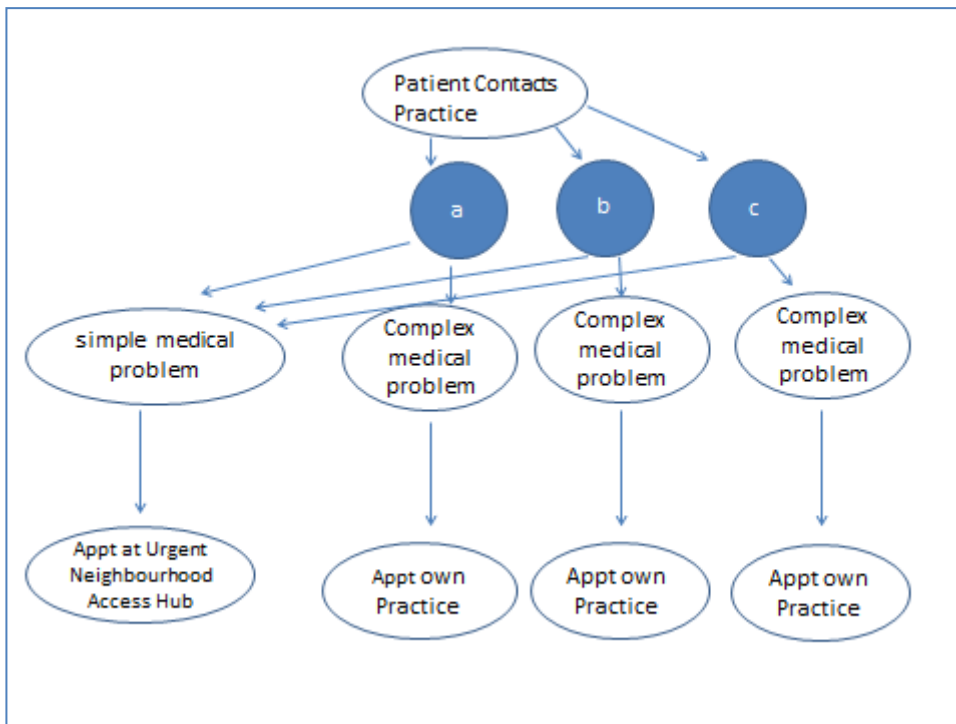 Patient Contacts
Practice
a
b
c
simple medical
problem
Complex
medical
problem
Complex
medical
problem
Complex
medical
problem
Appt at Urgent
Neighbourhood
Access Hub
Appt own
Practice
Appt own
Practice
Appt own
Practice